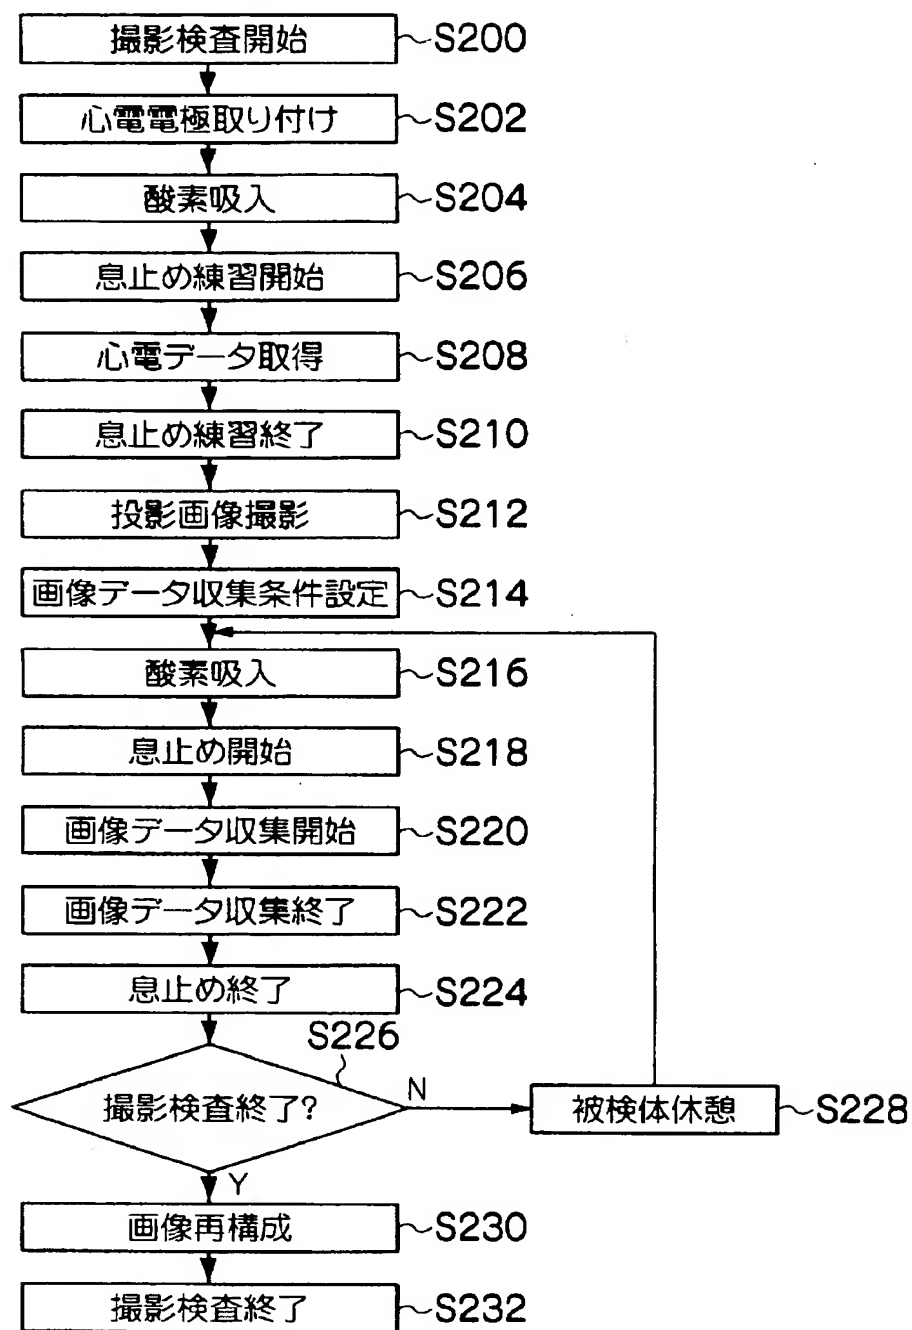 撮影検査開始 S200
心電電極取り付け S202
酸素吸入 S204
息止め練習開始 S206
心電データ取得 S208
息止め練習終了 S210
投影画像撮影 S212
画像データ収集条件設定 S214
酸素吸入 S216
息止め開始 S218
画像データ収集開始 S220
画像データ収集終了 S222
息止め終了 S224
S226
撮影検査終了? N 被検体休憩 S228
Y
画像再構成 S230
撮影検査終了 S232